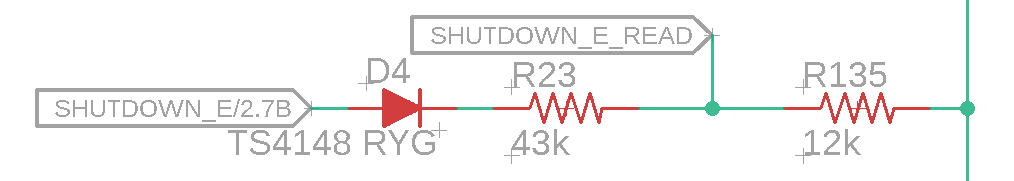 SHUTDOWN_E_READ
D4
R23
R135
SHUTDOWN_E/2.7B
TS4148 RYG
43k
12k